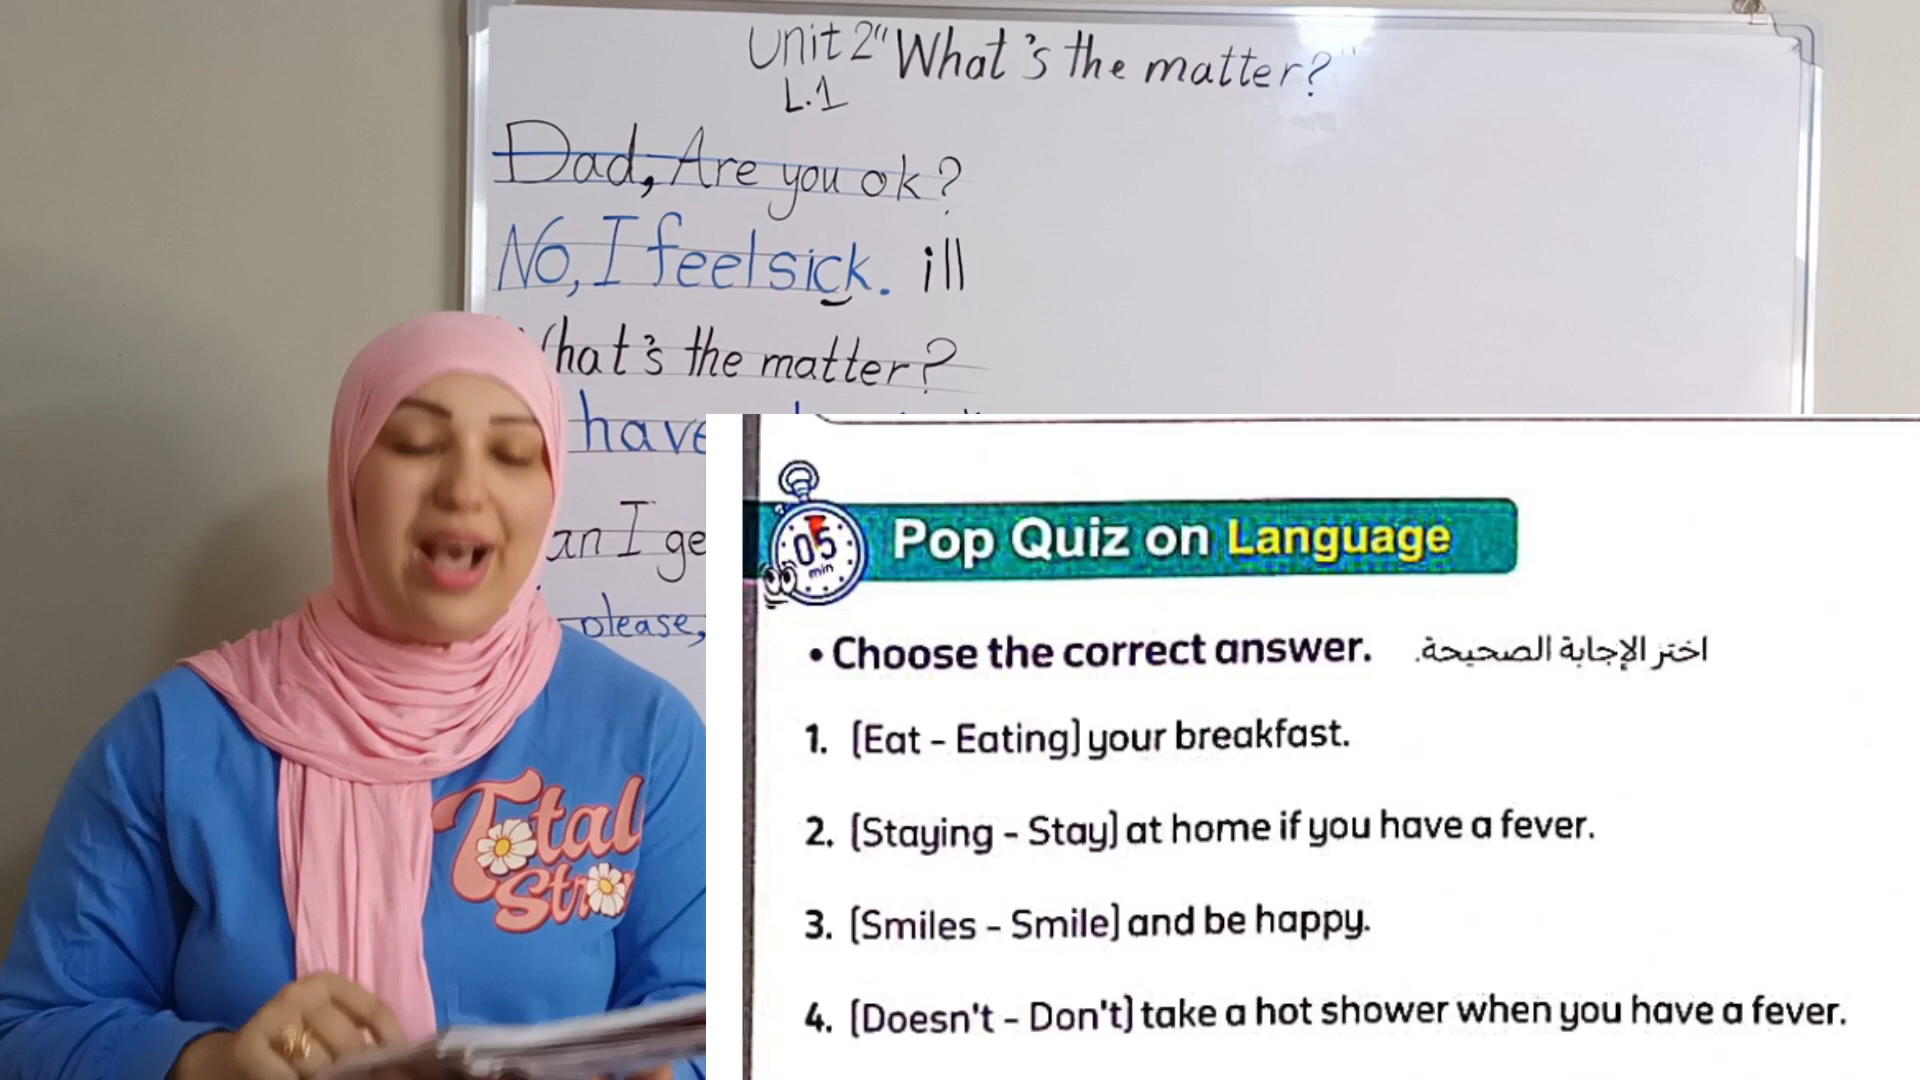 Unit 2 "What's the matter?"
L.1
Dad, Are you ok?
No, I feel sick. ill
hat's the matter?
have
an I ge
please,
Total
05
min
Pop Quiz on Language
• Choose the correct answer. اختر الإجابة الصحيحة.
1. (Eat - Eating) your breakfast.
2. (Staying - Stay) at home if you have a fever.
3. (Smiles - Smile) and be happy.
4. (Doesn't - Don't) take a hot shower when you have a fever.